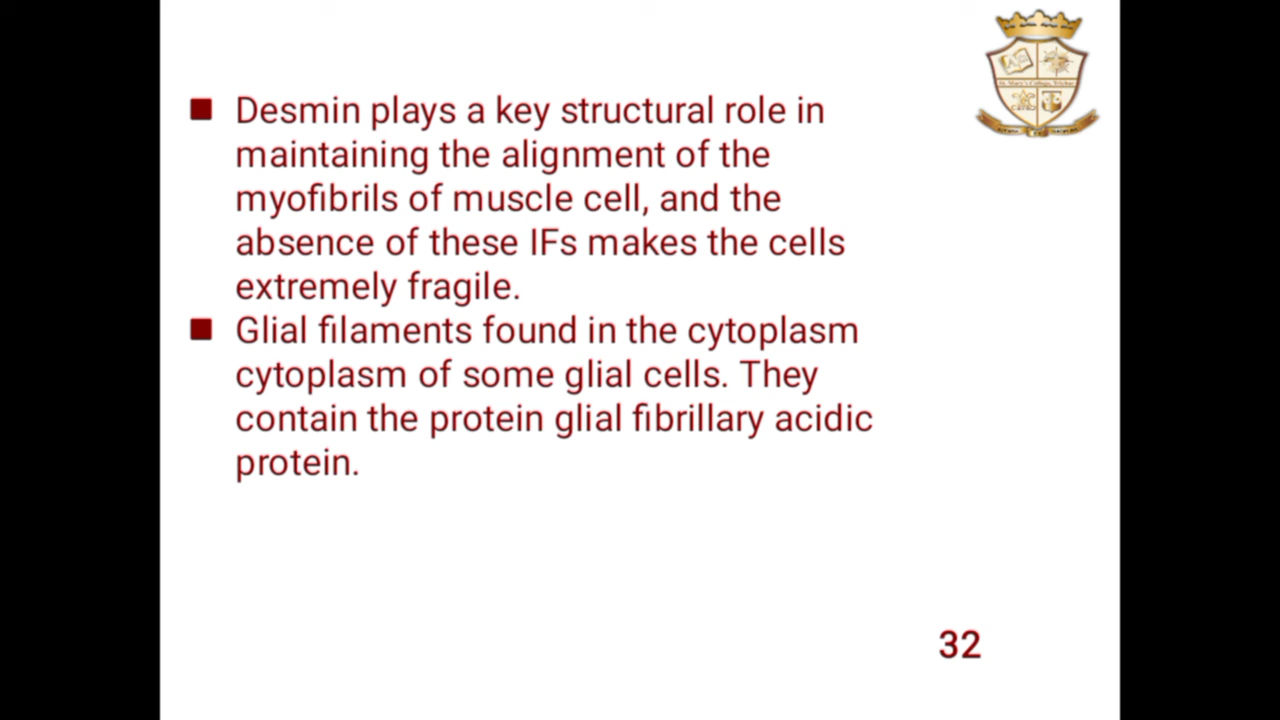 Desmin plays a key structural role in
maintaining the alignment of the
myofibrils of muscle cell, and the
absence of these IFs makes the cells
extremely fragile.
Glial filaments found in the cytoplasm
cytoplasm of some glial cells. They
contain the protein glial fibrillary acidic
protein.
32